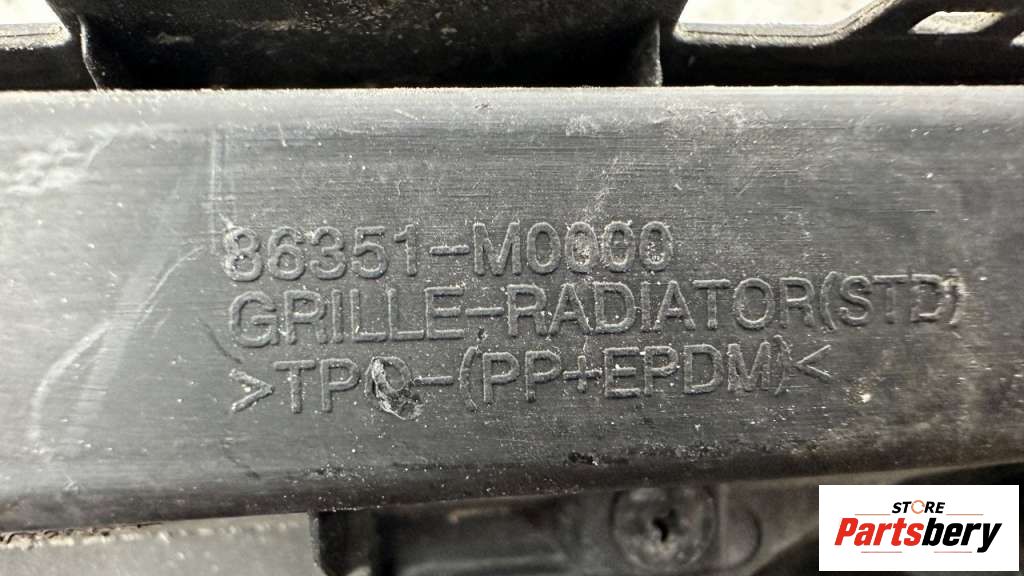 86351-M0000
GRILLE-RADIATOR(STD)
>TPO-(PP+EPDM)<
STORE
Partsbery